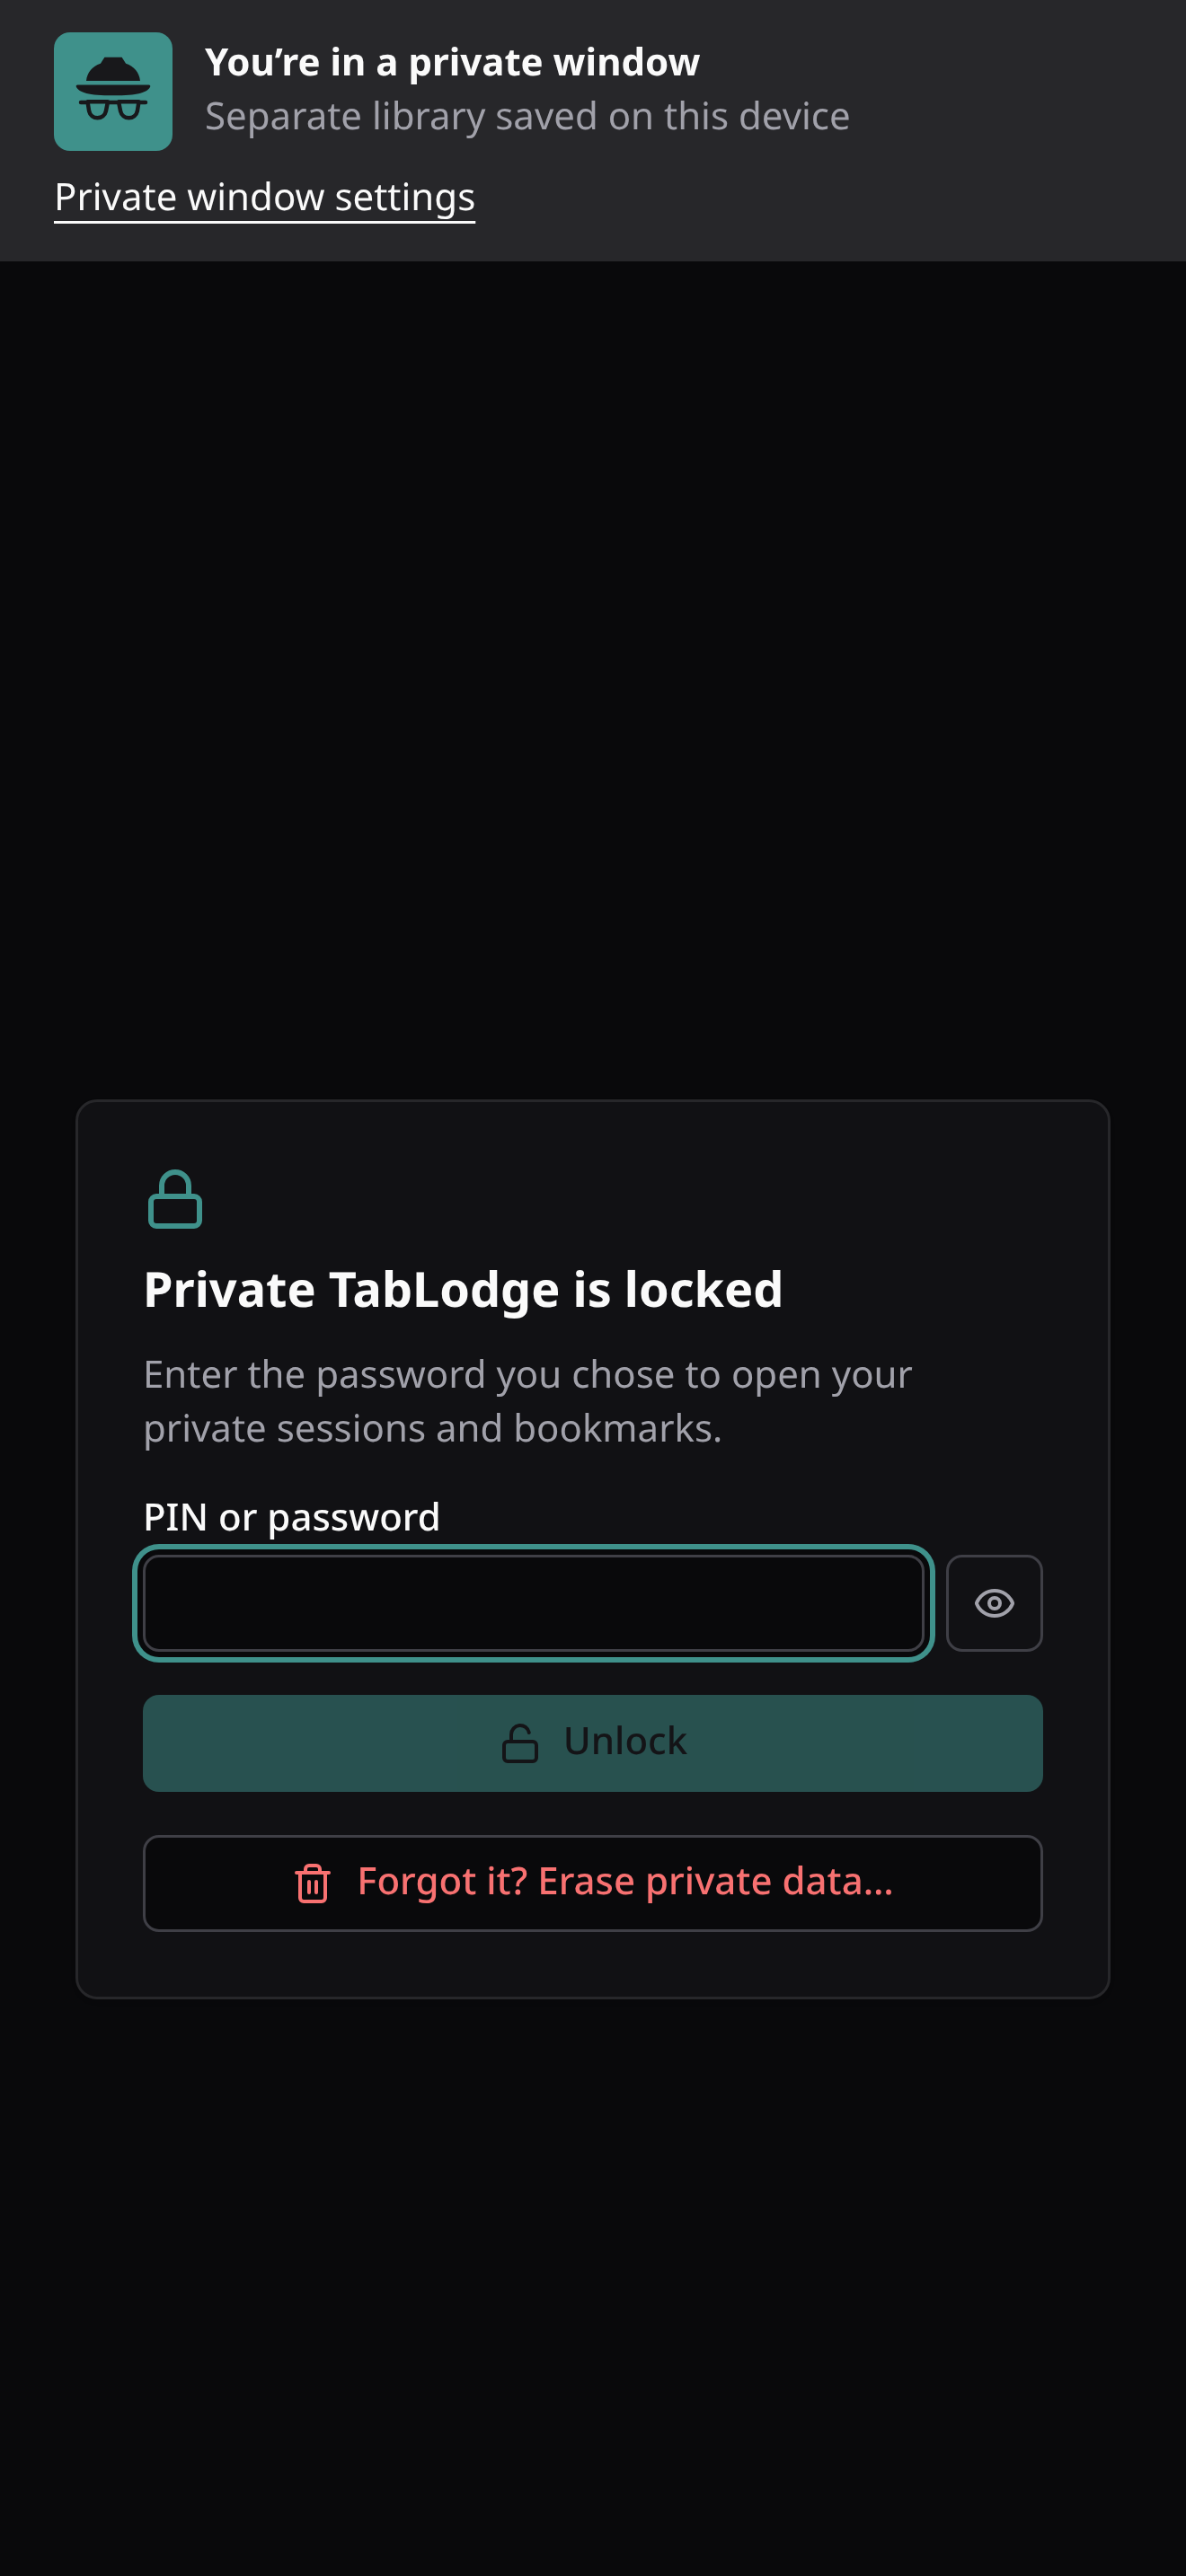 You’re in a private window
Separate library saved on this device
Private window settings
Private TabLodge is locked
Enter the password you chose to open your
private sessions and bookmarks.
PIN or password
Unlock
Forgot it? Erase private data…